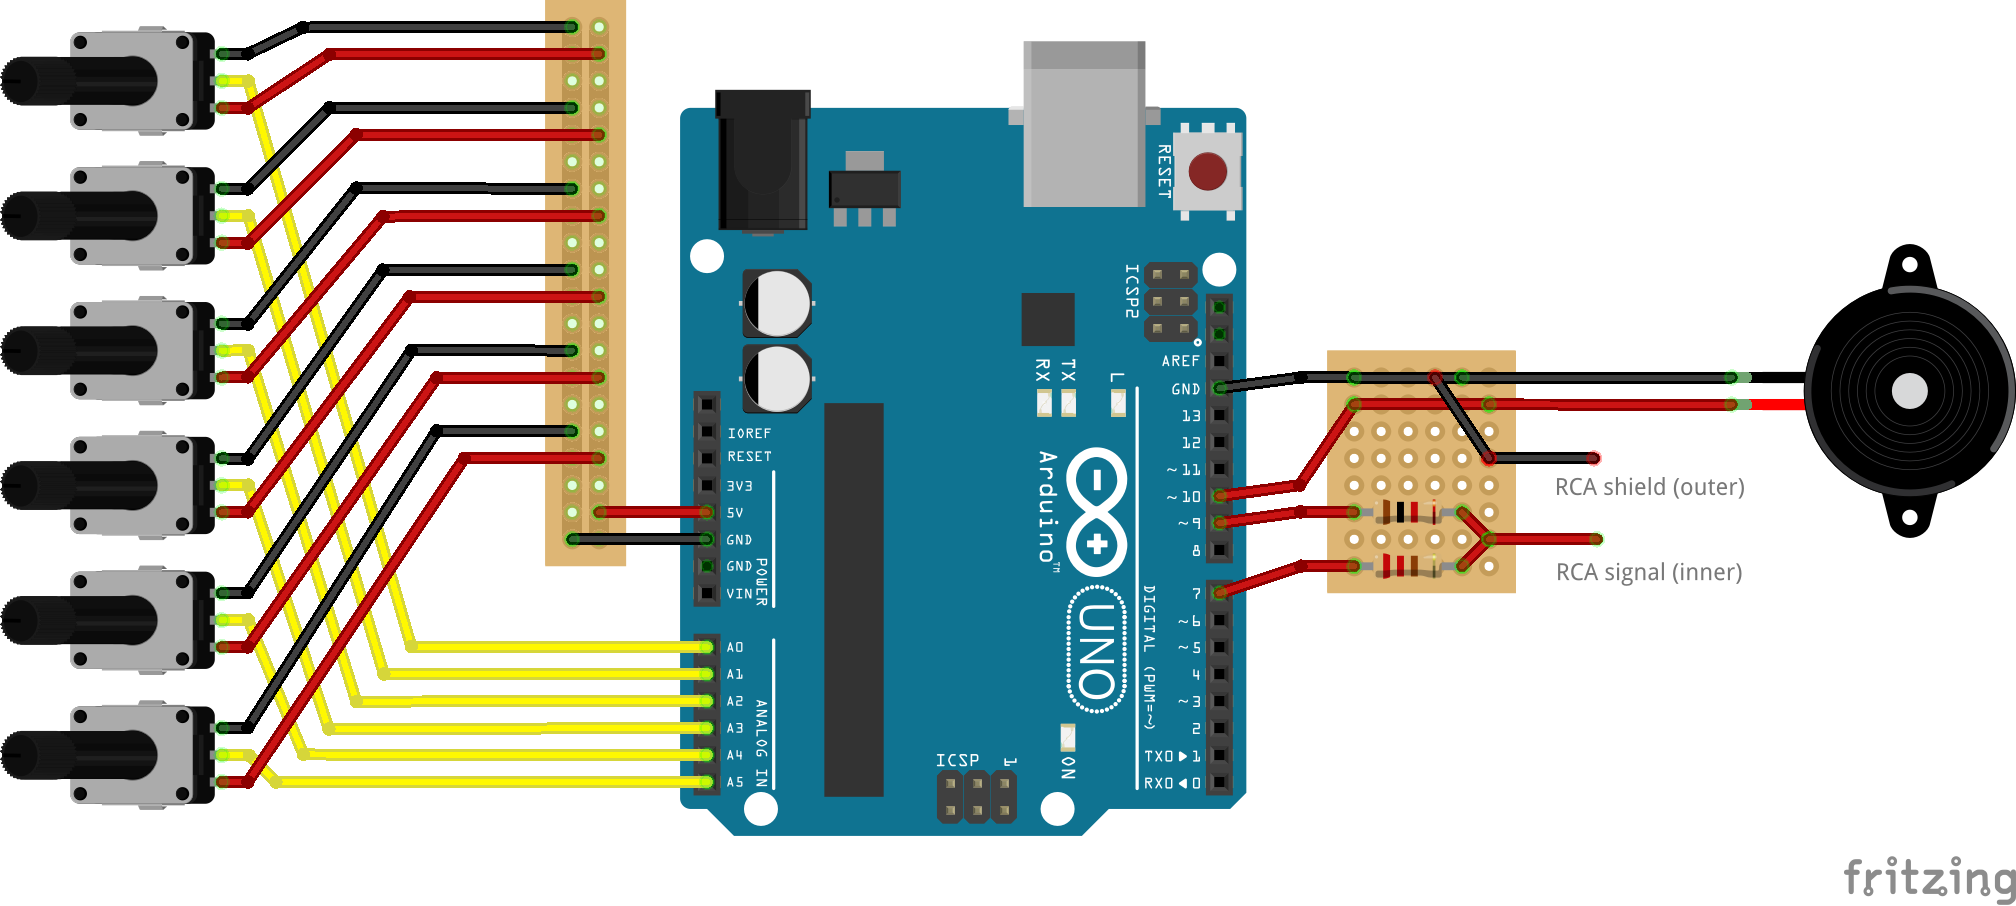 RESET
ICSP2
AREF
GND
13
12
~11
~10
~9
8
RX
TX
L
IOREF
RESET
3V3
5V
GND
GND
VIN
POWER
Arduino™
UNO
DIGITAL (PWM=~)
7
~6
~5
4
~3
2
TX0▶1
RX0◀0
A0
A1
A2
A3
A4
A5
ANALOG IN
ICSP
1
ON
RCA shield (outer)
RCA signal (inner)
fritzing